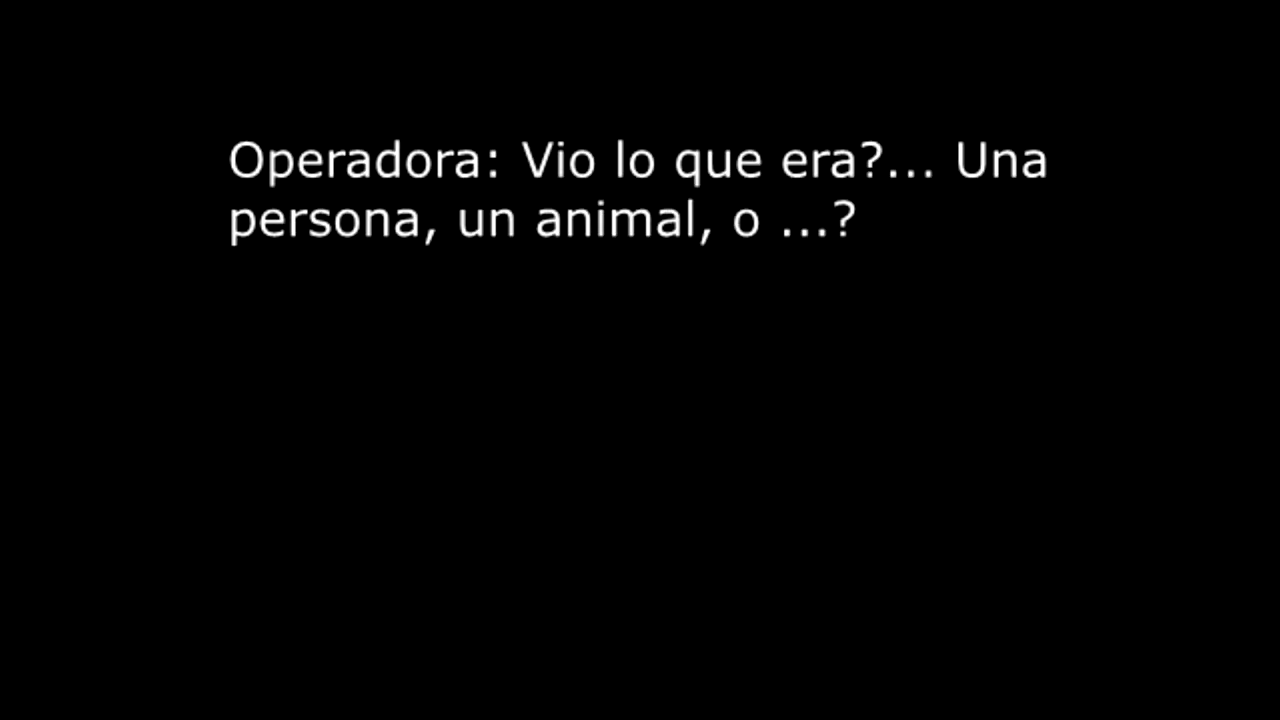 Operadora: Vio lo que era?... Una
persona, un animal, o ...?